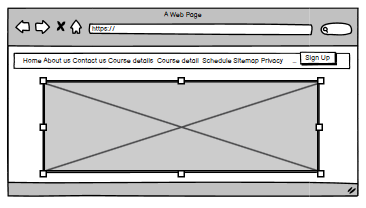 A Web Page
https://
Home About us Contact us Course details Course detail Schedule Sitemap Privacy ... Sign Up